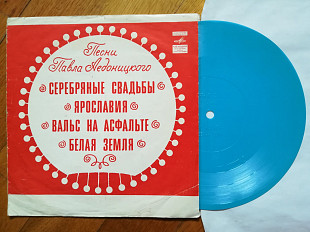 Песни
Павла Аедоницкого
СЕРЕБРЯНЫЕ СВАДЬБЫ
ЯРОСЛАВИЯ
ВАЛЬС НА АСФАЛЬТЕ
БЕЛАЯ ЗЕМЛЯ